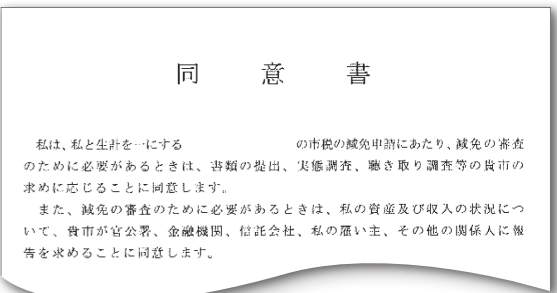 同意書
私は、私と生計を一にする　　　　　　　　の市税の減免申請にあたり、減免の審査
のために必要があるときは、書類の提出、実態調査、聴き取り調査等の貴市の
求めに応じることに同意します。
また、減免の審査のために必要があるときは、私の資産及び収入の状況につ
いて、貴市が官公署、金融機関、信託会社、私の雇い主、その他の関係人に報
告を求めることに同意します。